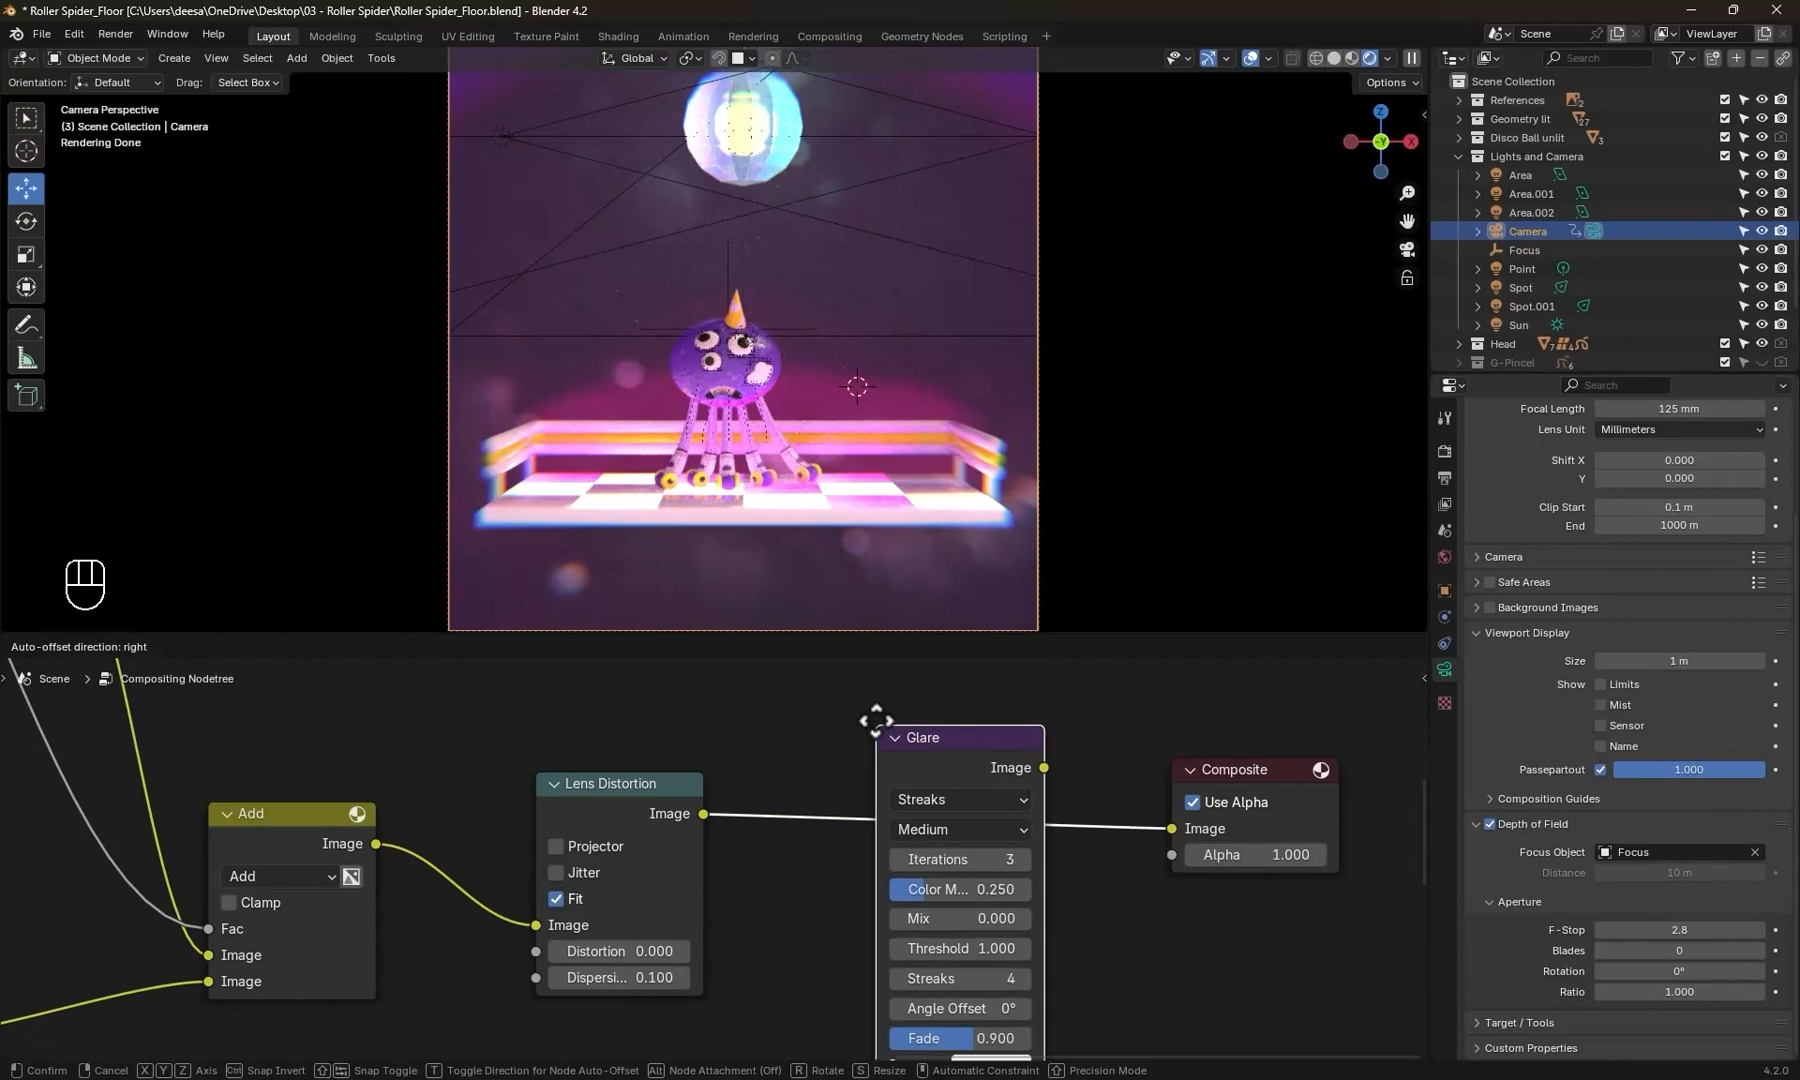 * Roller Spider_Floor [C:\Users\deesa\OneDrive\Desktop\03 - Roller Spider\Roller Spider_Floor.blend] - Blender 4.2
File Edit Render Window Help
Layout Modeling Sculpting UV Editing Texture Paint Shading Animation Rendering Compositing Geometry Nodes Scripting +
Scene
ViewLayer
Object Mode View Select Add Object Tools
Create
Global
Search
Orientation: Default Drag: Select Box
Options
Camera Perspective
(3) Scene Collection | Camera
Rendering Done
Z
-Y
X
Scene Collection
References 2
Geometry lit 27
Disco Ball unlit 3
Lights and Camera
Area
Area.001
Area.002
Camera
Focus
Point
Spot
Spot.001
Sun
Head 7 4
G-Pincel 6
Search
Focal Length 125 mm
Lens Unit Millimeters
Shift X 0.000
Y 0.000
Clip Start 0.1 m
End 1000 m
Camera
Safe Areas
Background Images
Viewport Display
Size 1 m
Show Limits
Mist
Sensor
Name
Passepartout 1.000
Composition Guides
Depth of Field
Focus Object Focus
Distance 10 m
Aperture
F-Stop 2.8
Blades 0
Rotation 0°
Ratio 1.000
Target / Tools
Custom Properties
Auto-offset direction: right
Scene > Compositing Nodetree
Add
Image
Add
Clamp
Fac
Image
Image
Lens Distortion
Image
Projector
Jitter
Fit
Image
Distortion 0.000
Dispersi... 0.100
Glare
Image
Streaks
Medium
Iterations 3
Color M... 0.250
Mix 0.000
Threshold 1.000
Streaks 4
Angle Offset 0°
Fade 0.900
Composite
Use Alpha
Image
Alpha 1.000
Confirm Cancel X Y Z Axis Ctrl Snap Invert Snap Toggle T Toggle Direction for Node Auto-Offset Alt Node Attachment (Off) R Rotate S Resize Automatic Constraint Precision Mode
4.2.0